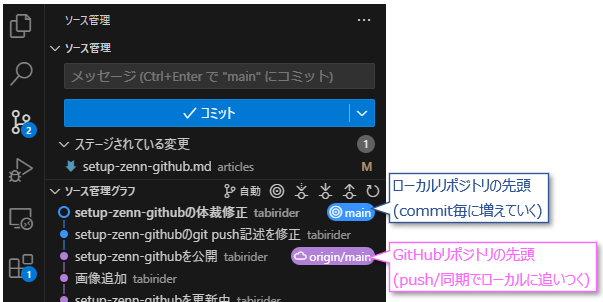 ソース管理
ソース管理
メッセージ (Ctrl+Enter で "main" にコミット)
コミット
ステージされている変更 1
setup-zenn-github.md articles M
ソース管理グラフ 自動
setup-zenn-githubの体裁修正 tabirider main
setup-zenn-githubのgit push記述を修正 tabirider
setup-zenn-githubを公開 tabirider origin/main
画像追加 tabirider
setup-zenn-githubを更新中 tabirider
2
1
ローカルリポジトリの先頭
(commit毎に増えていく)
GitHubリポジトリの先頭
(push/同期でローカルに追いつく)